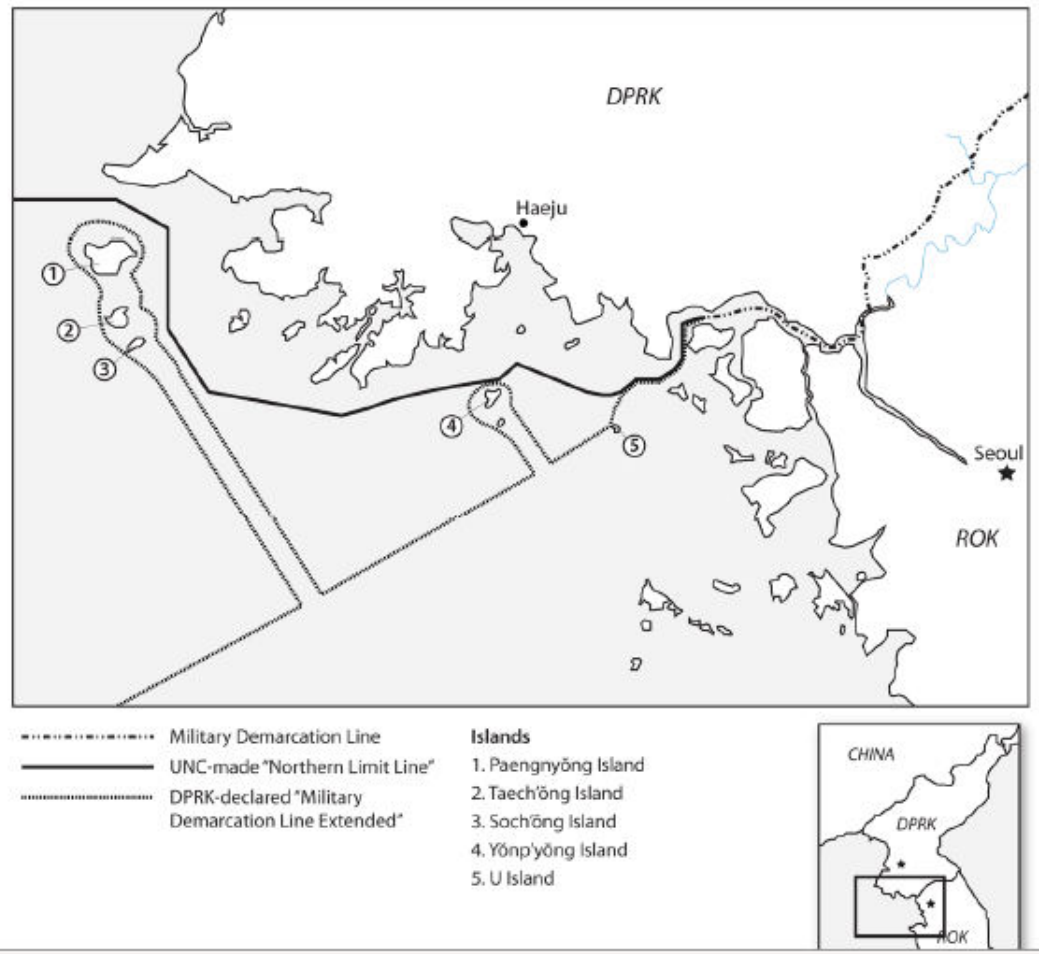 DPRK
Haeju
①
②
③
④
⑤
Seoul
ROK
Military Demarcation Line
UNC-made "Northern Limit Line"
DPRK-declared "Military
Demarcation Line Extended"
Islands
1. Paengnyŏng Island
2. Taech'ŏng Island
3. Soch'ŏng Island
4. Yŏnp'yŏng Island
5. U Island
CHINA
DPRK
ROK